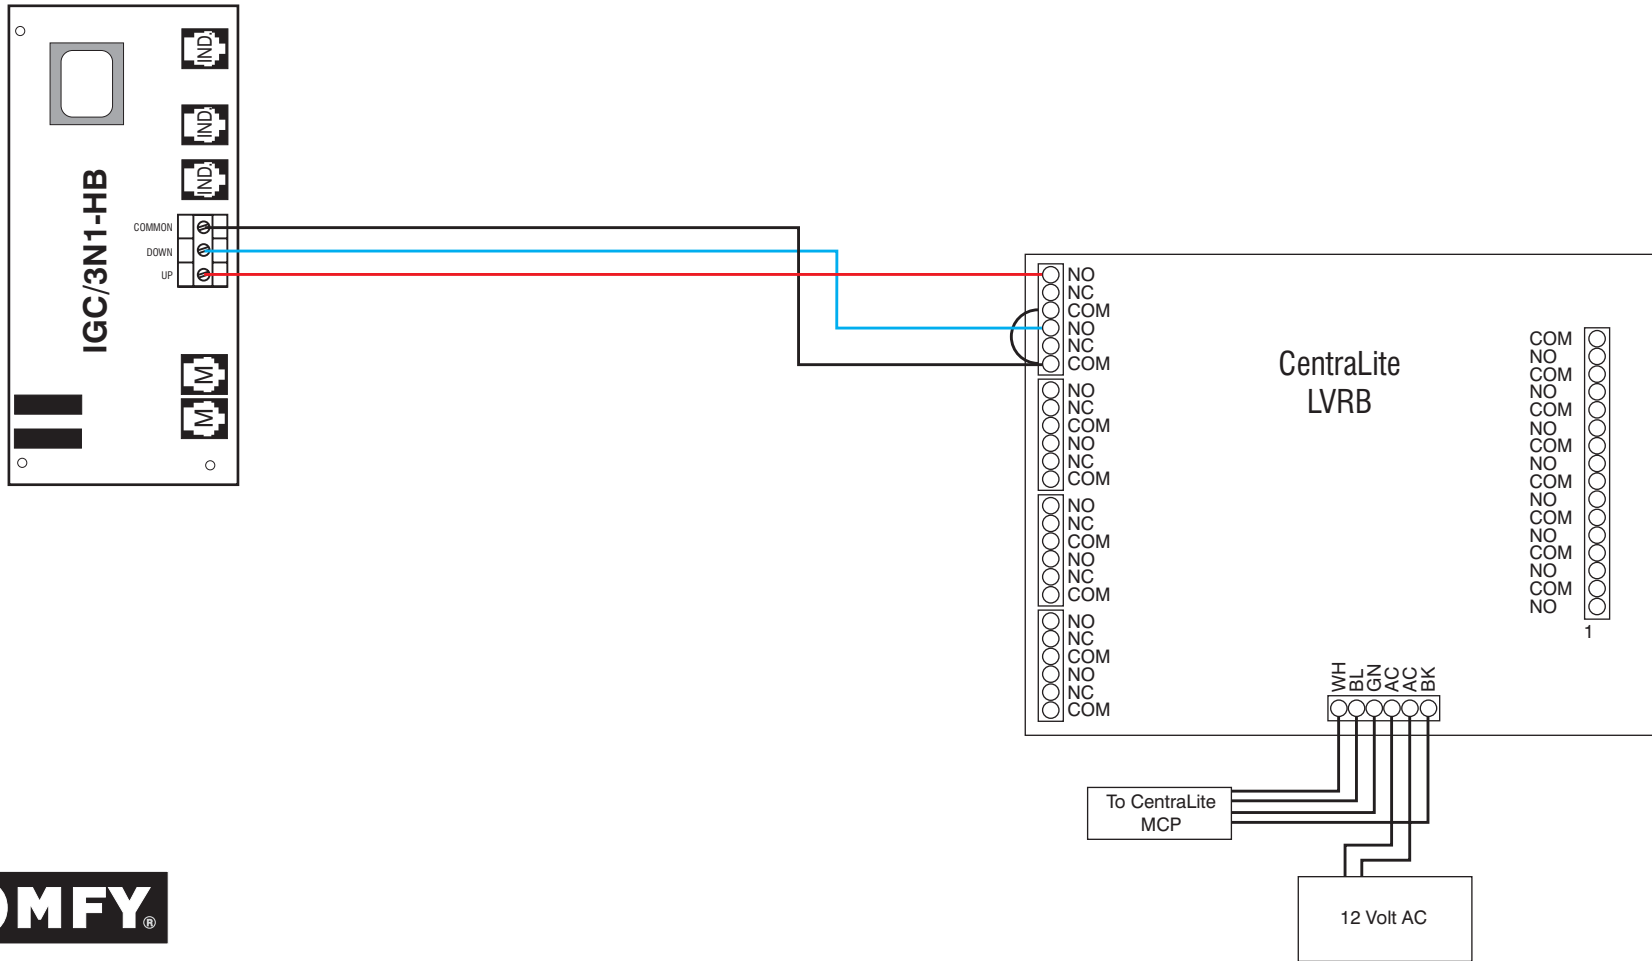 IND.
IND.
IND.
COMMON
DOWN
UP
IGC/3N1-HB
M
M
NO
NC
COM
NO
NC
COM
NO
NC
COM
NO
NC
COM
NO
NC
COM
NO
NC
COM
NO
NC
COM
NO
NC
COM
CentraLite
LVRB
COM
NO
COM
NO
COM
NO
COM
NO
COM
NO
COM
NO
COM
NO
COM
NO
1
WH
BL
GN
AC
AC
BK
To CentraLite
MCP
12 Volt AC
OMFY®